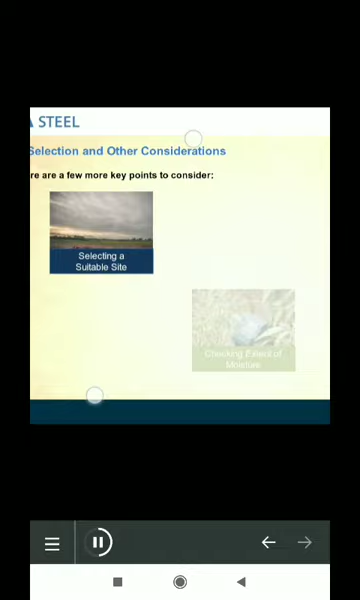 STEEL
Selection and Other Considerations
re are a few more key points to consider:
Selecting a
Suitable Site
Checking Extent of
Moisture